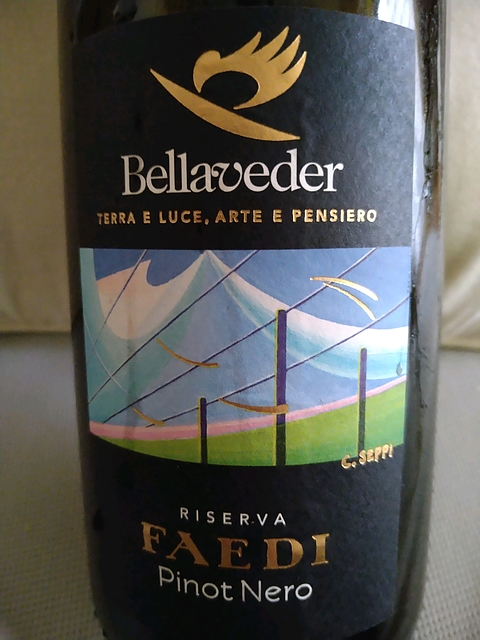 Bellaveder
TERRA E LUCE, ARTE E PENSIERO
C. SEPPI
RISERVA
FAEDI
Pinot Nero